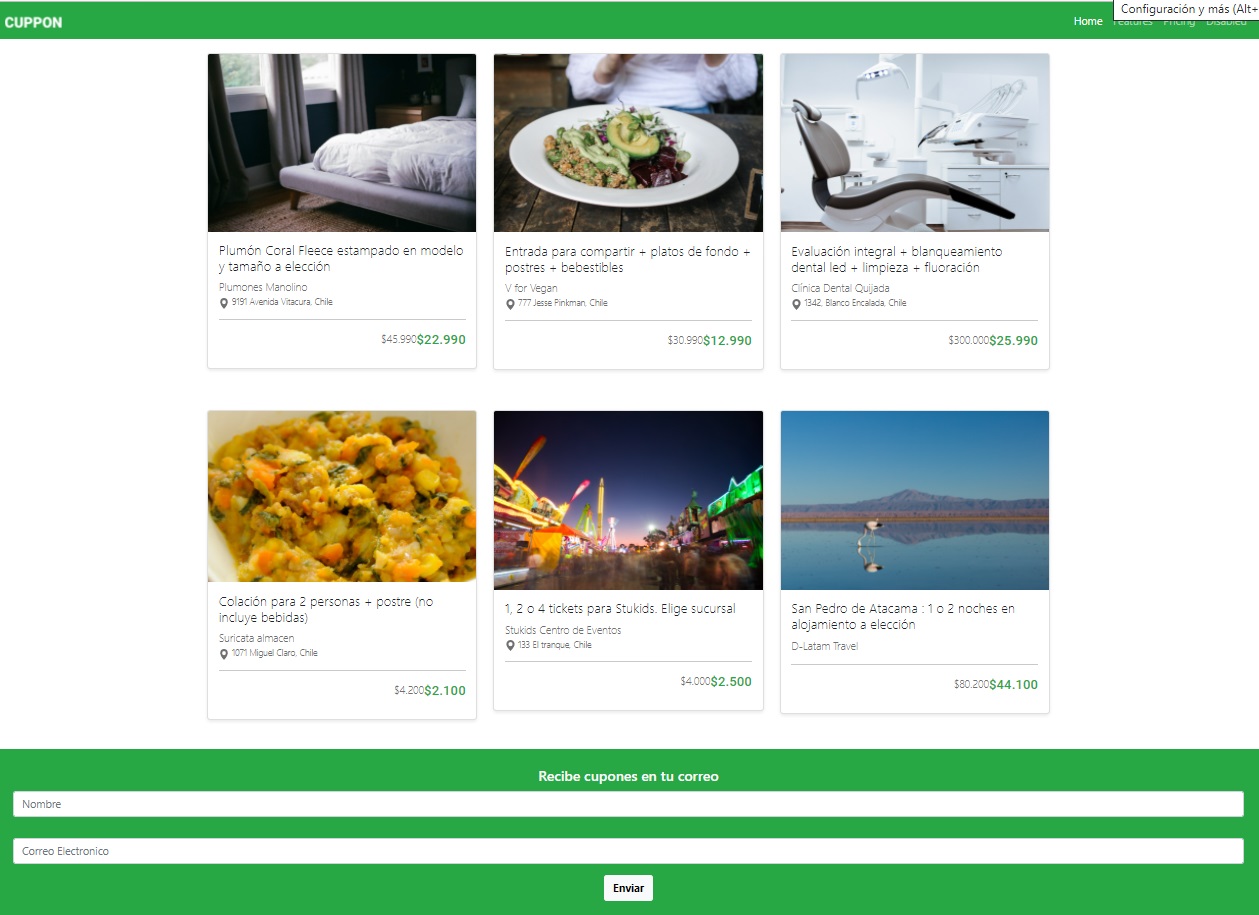 Configuración y más (Alt+
CUPPON
Home Features Pricing Disabled
Plumón Coral Fleece estampado en modelo
y tamaño a elección
Plumones Manolino
9191 Avenida Vitacura, Chile
$45.990$22.990
Entrada para compartir + platos de fondo +
postres + bebestibles
V for Vegan
777 Jesse Pinkman, Chile
$30.990$12.990
Evaluación integral + blanqueamiento
dental led + limpieza + fluoración
Clínica Dental Quijada
1342, Blanco Encalada, Chile.
$300.000$25.990
Colación para 2 personas + postre (no
incluye bebidas)
Suricata almacen
1071 Miguel Claro, Chile
$4.200$2.100
1, 2 o 4 tickets para Stukids. Elige sucursal
Stukids Centro de Eventos
133 El tranque, Chile
$4.000$2.500
San Pedro de Atacama : 1 o 2 noches en
alojamiento a elección
D-Latam Travel
$80.200$44.100
Recibe cupones en tu correo
Nombre
Correo Electronico
Enviar